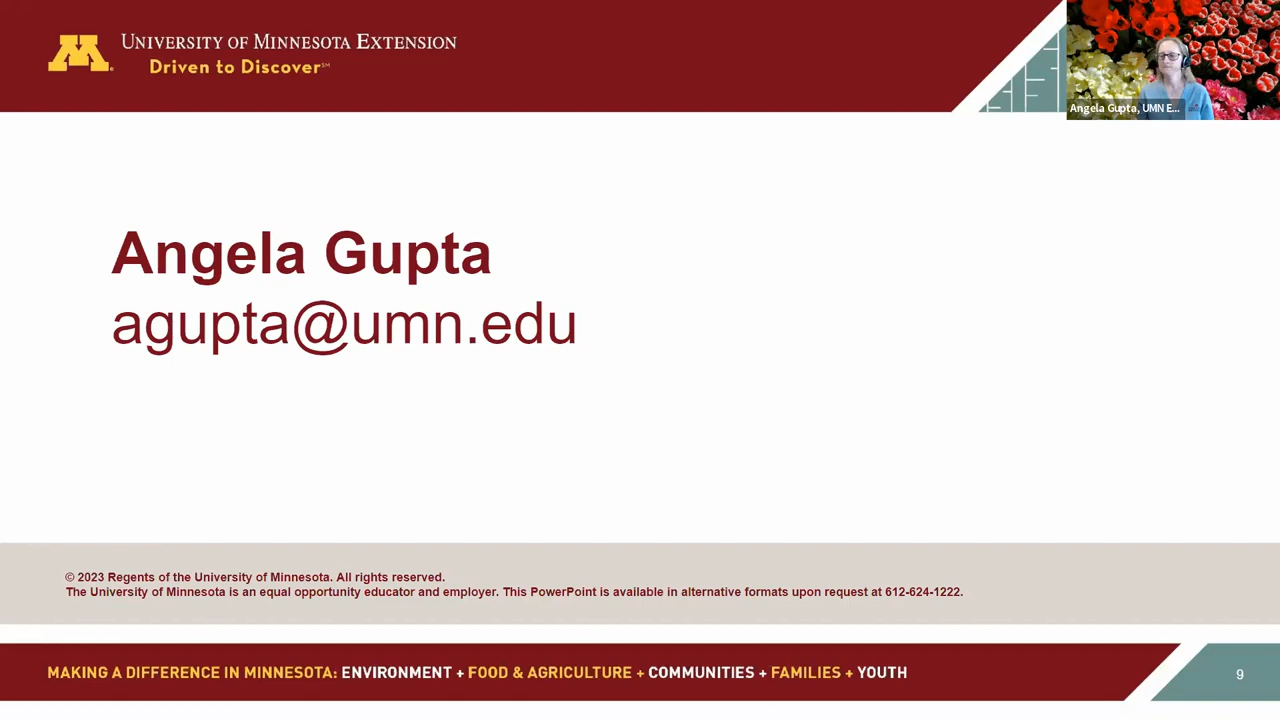 UNIVERSITY OF MINNESOTA EXTENSION
Driven to Discover℠
Angela Gupta, UMN E...
Angela Gupta
agupta@umn.edu
© 2023 Regents of the University of Minnesota. All rights reserved.
The University of Minnesota is an equal opportunity educator and employer. This PowerPoint is available in alternative formats upon request at 612-624-1222.
MAKING A DIFFERENCE IN MINNESOTA: ENVIRONMENT + FOOD & AGRICULTURE + COMMUNITIES + FAMILIES + YOUTH
9